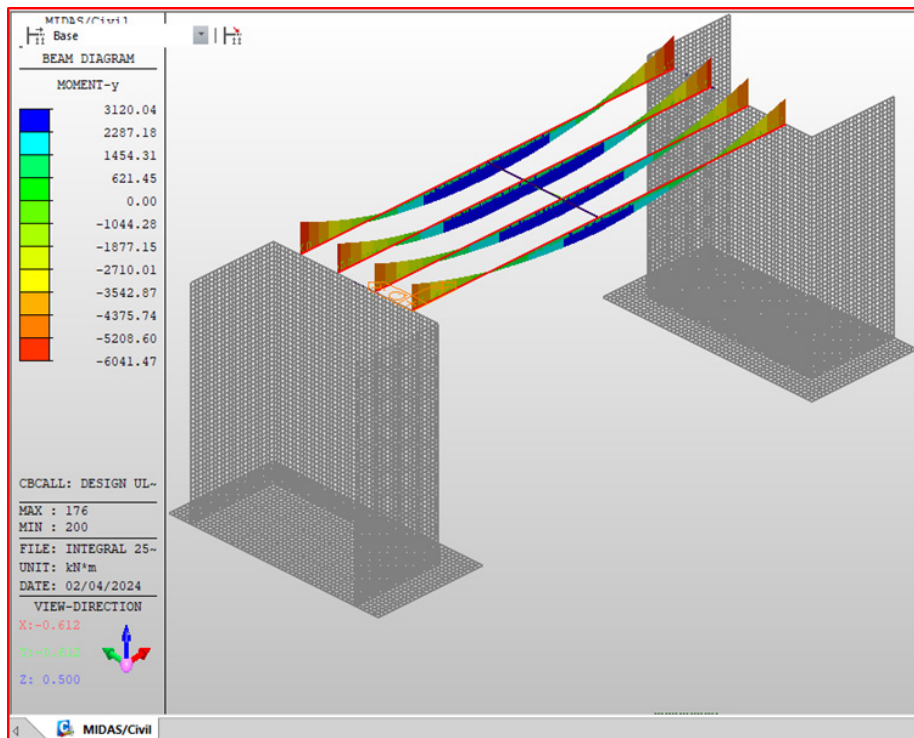 MIDAS/Civil
Base
BEAM DIAGRAM
MOMENT-y
3120.04
2287.18
1454.31
621.45
0.00
-1044.28
-1877.15
-2710.01
-3542.87
-4375.74
-5208.60
-6041.47
CBCALL: DESIGN UL~
MAX : 176
MIN : 200
FILE: INTEGRAL 25~
UNIT: kN*m
DATE: 02/04/2024
VIEW-DIRECTION
X:-0.612
Z: 0.500
MIDAS/Civil